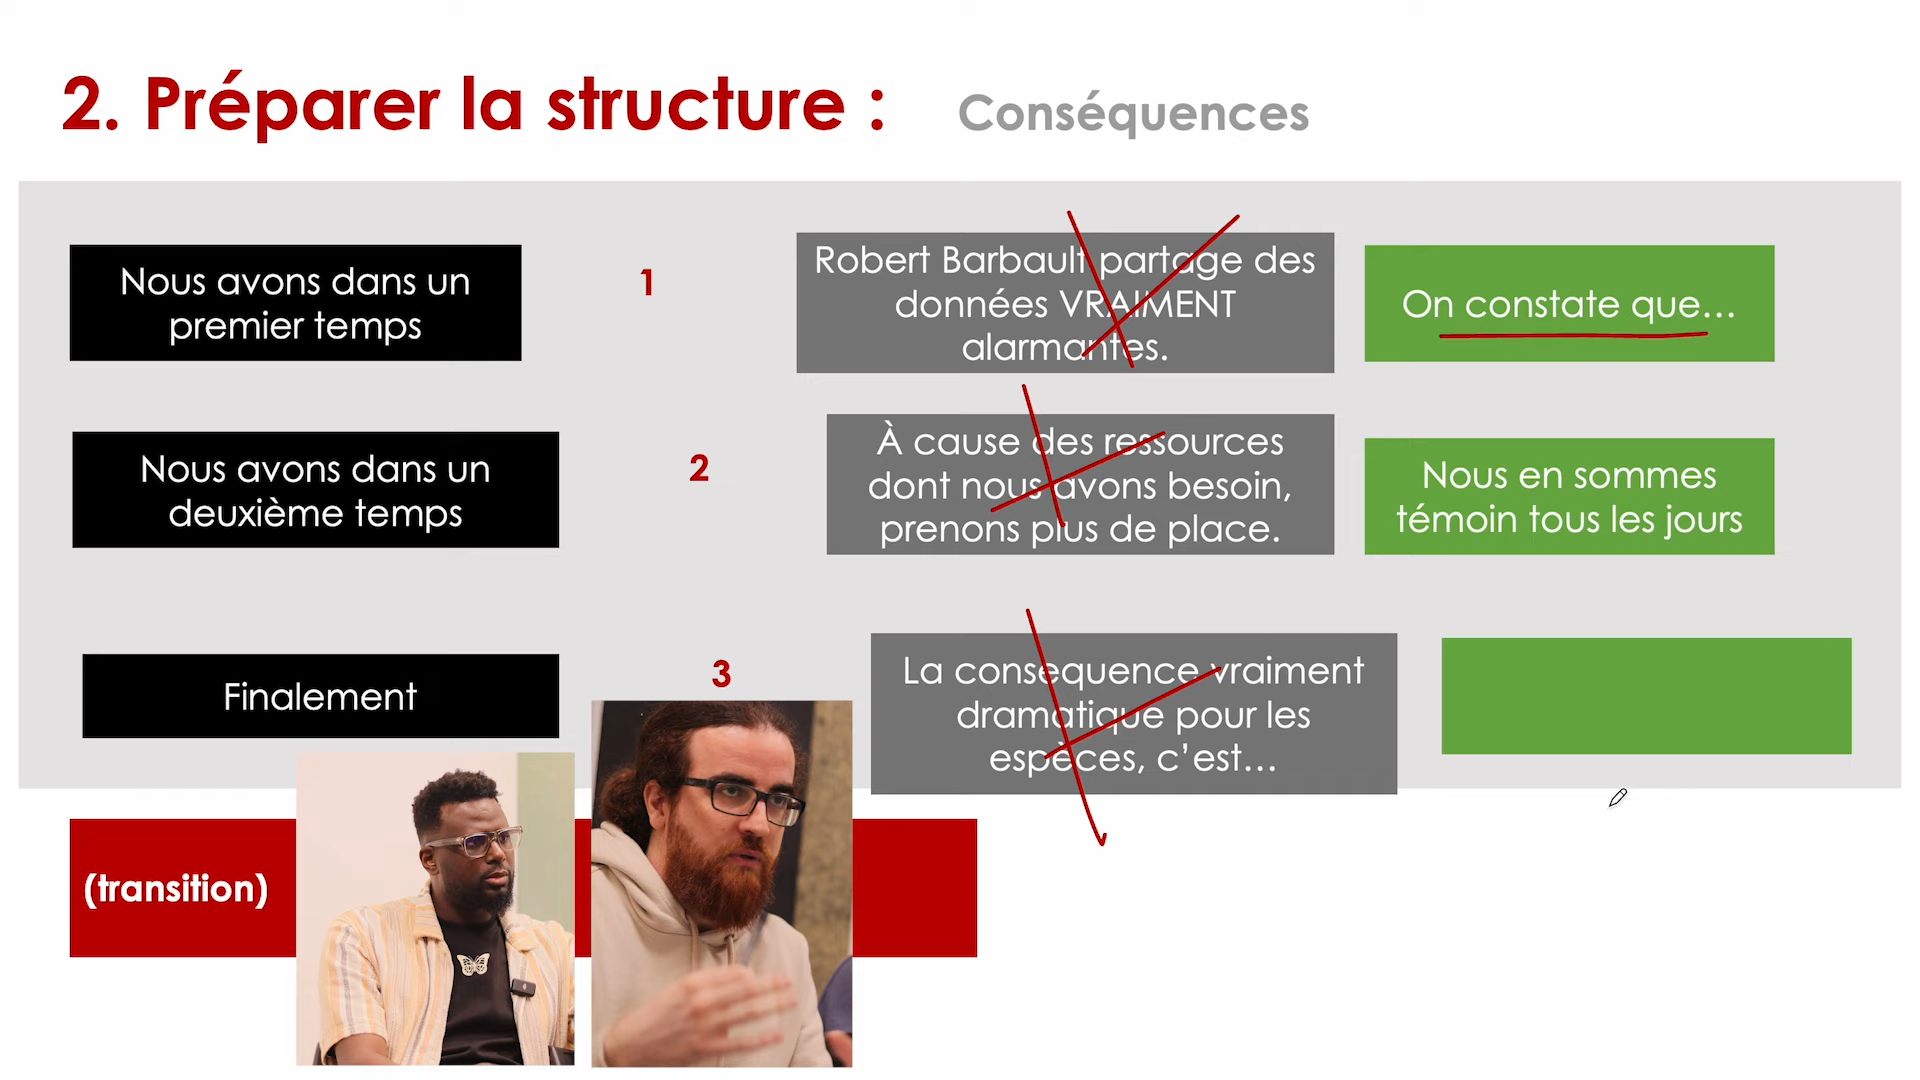 2. Préparer la structure :
Conséquences
Nous avons dans un
premier temps
1
Robert Barbault partage des
données VRAIMENT
alarmantes.
On constate que...
Nous avons dans un
deuxième temps
2
À cause des ressources
dont nous avons besoin,
prenons plus de place.
Nous en sommes
témoin tous les jours
Finalement
3
La consequence vraiment
dramatique pour les
espèces, c’est...
(transition)